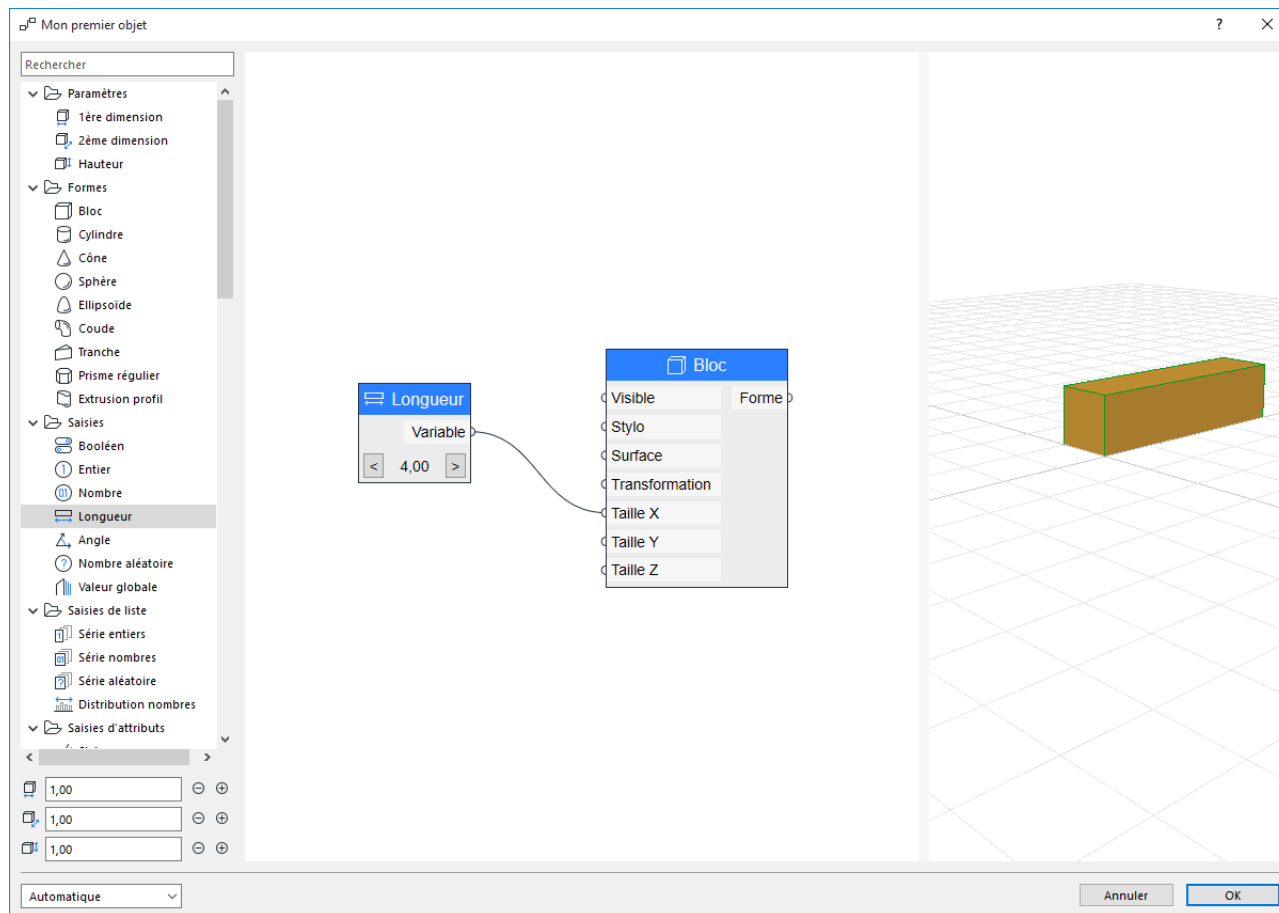 Mon premier objet
?
Rechercher
Paramètres
1ère dimension
2ème dimension
Hauteur
Formes
Bloc
Cylindre
Cône
Sphère
Ellipsoïde
Coude
Tranche
Prisme régulier
Extrusion profil
Saisies
Booléen
Entier
Nombre
Longueur
Angle
Nombre aléatoire
Valeur globale
Saisies de liste
Série entiers
Série nombres
Série aléatoire
Distribution nombres
Saisies d'attributs
1,00
1,00
1,00
Automatique
Longueur
Variable
< 4,00 >
Bloc
Visible Forme
Stylo
Surface
Transformation
Taille X
Taille Y
Taille Z
Annuler OK